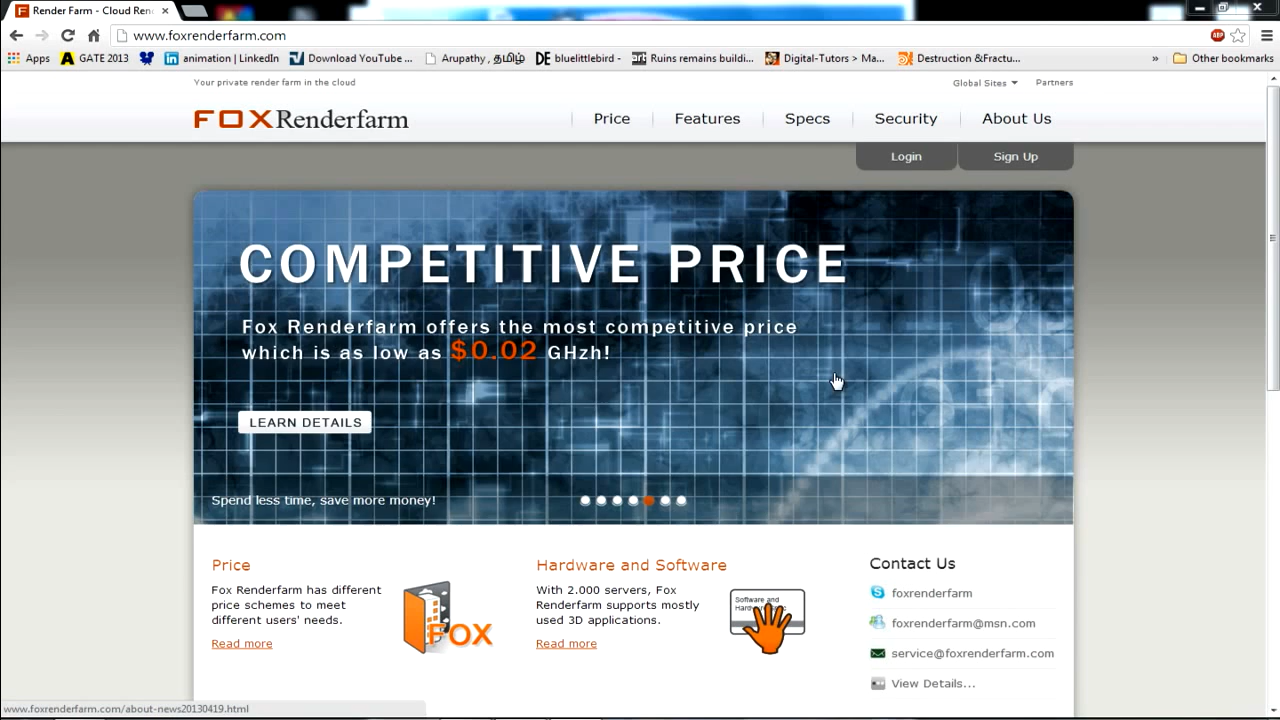 Render Farm - Cloud Ren
www.foxrenderfarm.com
Apps
GATE 2013
animation | LinkedIn
Download YouTube ...
Arupathy , தமிழ்
bluelittlebird -
Ruins remains buildi...
Digital-Tutors > Ma...
Destruction &Fractu...
»
Other bookmarks
Your private render farm in the cloud
Global Sites
Partners
FOXRenderfarm
Price
Features
Specs
Security
About Us
Login
Sign Up
COMPETITIVE PRICE
Fox Renderfarm offers the most competitive price
which is as low as $0.02 GHzh!
LEARN DETAILS
Spend less time, save more money!
Price
Fox Renderfarm has different
price schemes to meet
different users' needs.
Read more
FOX
Hardware and Software
With 2.000 servers, Fox
Renderfarm supports mostly
used 3D applications.
Read more
Software and
Contact Us
foxrenderfarm
foxrenderfarm@msn.com
service@foxrenderfarm.com
View Details...
www.foxrenderfarm.com/about-news20130419.html